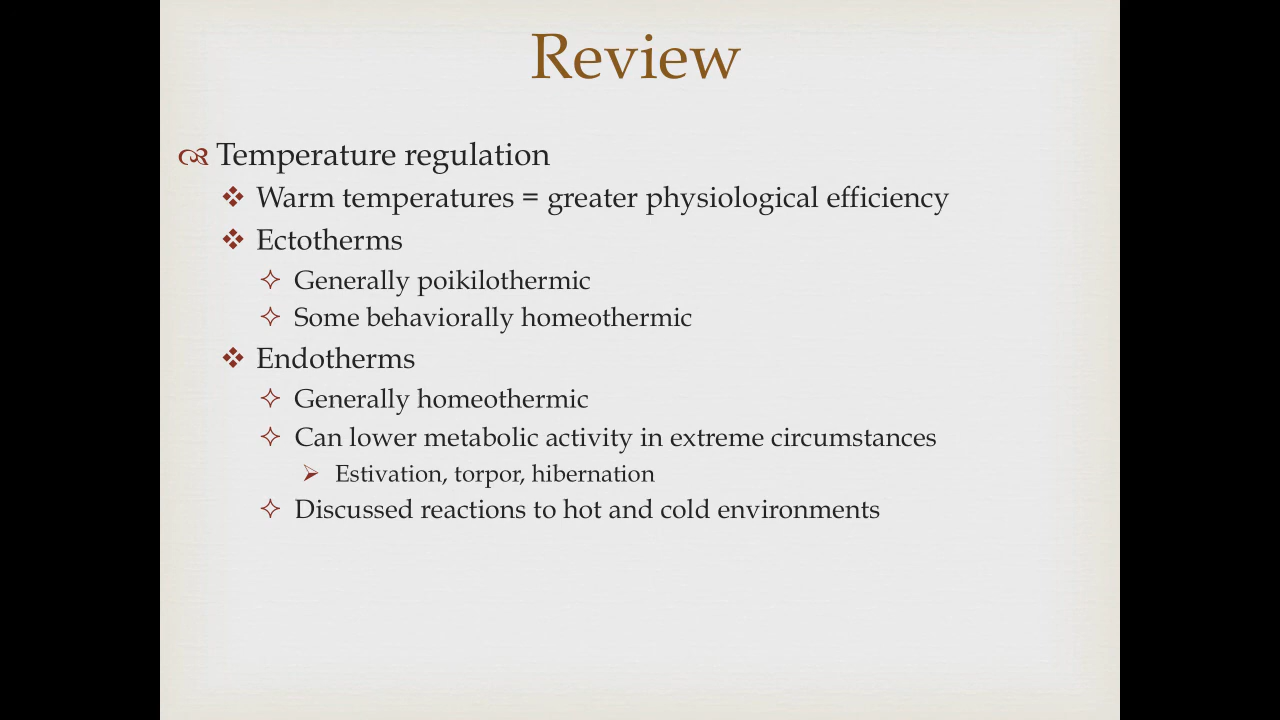 Review
Temperature regulation
Warm temperatures = greater physiological efficiency
Ectotherms
Generally poikilothermic
Some behaviorally homeothermic
Endotherms
Generally homeothermic
Can lower metabolic activity in extreme circumstances
Estivation, torpor, hibernation
Discussed reactions to hot and cold environments